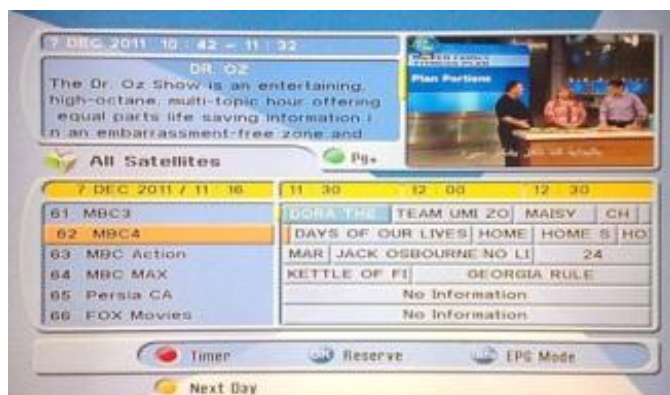 7 DEC 2011 10 : 42 - 11 : 32
DR. OZ
The Dr. Oz Show is an entertaining,
high-octane, multi-topic hour offering
equal parts life saving information i
n an embarrassment-free zone and
Plan Portions
All Satellites
Pg+
7 DEC 2011 / 11 : 16
11 : 30
12 : 00
12 : 30
61 MBC3
DORA THE
TEAM UMI ZO
MAISY
CH
62 MBC4
DAYS OF OUR LIVES
HOME
HOME S
HO
63 MBC Action
MAR
JACK OSBOURNE NO LI
24
64 MBC MAX
KETTLE OF FI
GEORGIA RULE
65 Persia CA
No Information
66 FOX Movies
No Information
Timer
OK Reserve
EPG Mode
Next Day